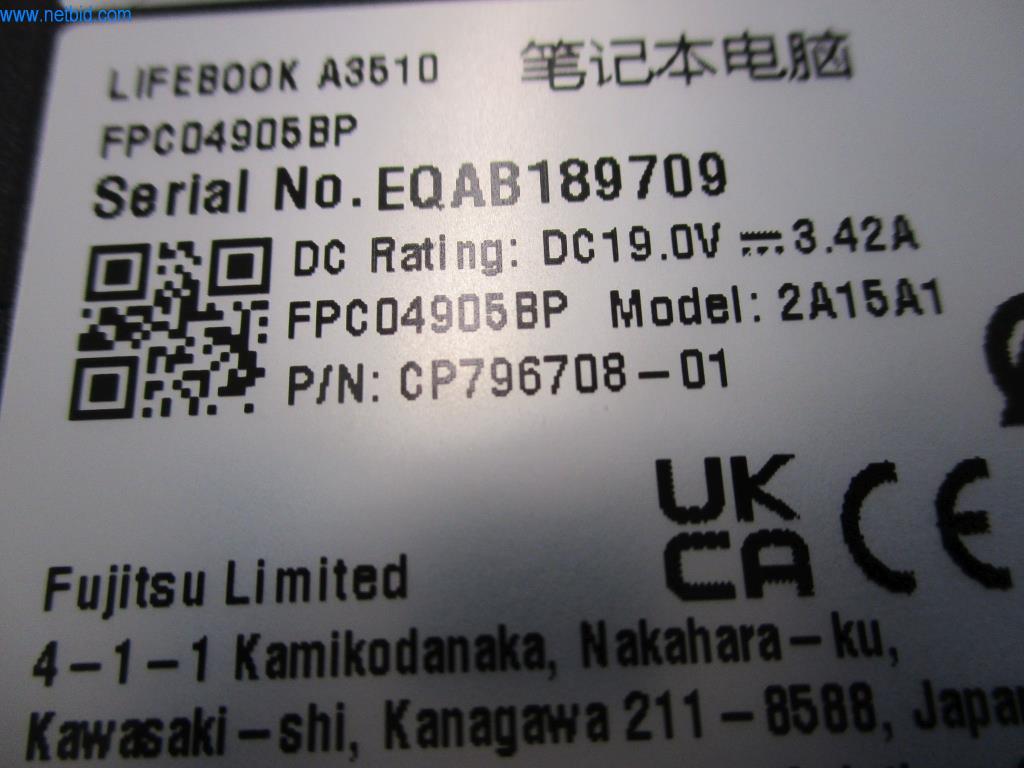 www.netbid.com
LIFEBOOK A3510 笔记本电脑
FPC04905BP
Serial No. EQAB189709
DC Rating: DC19.0V ⎓ 3.42A
FPC04905BP Model: 2A15A1
P/N: CP796708-01
UK
CA CE
Fujitsu Limited
4-1-1 Kamikodanaka, Nakahara-ku,
Kawasaki-shi, Kanagawa 211-8588, Japan